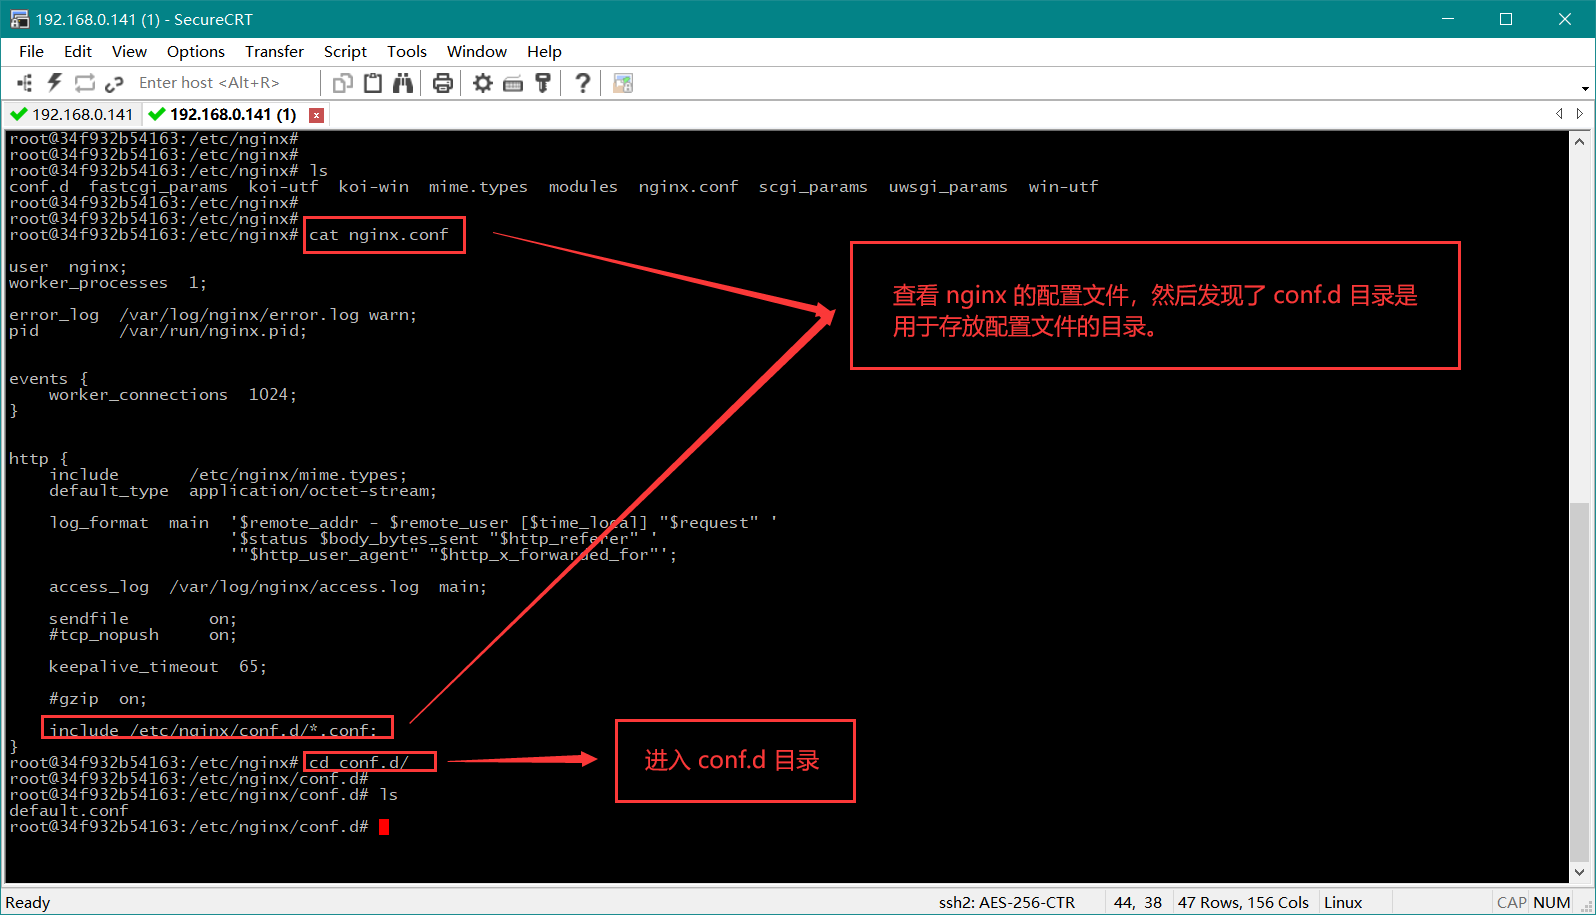 192.168.0.141 (1) - SecureCRT
File Edit View Options Transfer Script Tools Window Help
Enter host <Alt+R>
192.168.0.141 192.168.0.141 (1)
root@34f932b54163:/etc/nginx#
root@34f932b54163:/etc/nginx#
root@34f932b54163:/etc/nginx# ls
conf.d  fastcgi_params  koi-utf  koi-win  mime.types  modules  nginx.conf  scgi_params  uwsgi_params  win-utf
root@34f932b54163:/etc/nginx#
root@34f932b54163:/etc/nginx#
root@34f932b54163:/etc/nginx# cat nginx.conf
user  nginx;
worker_processes  1;
error_log  /var/log/nginx/error.log warn;
pid        /var/run/nginx.pid;
events {
    worker_connections  1024;
}
http {
    include       /etc/nginx/mime.types;
    default_type  application/octet-stream;
    log_format  main  '$remote_addr - $remote_user [$time_local] "$request" '
                      '$status $body_bytes_sent "$http_referer" '
                      '"$http_user_agent" "$http_x_forwarded_for"';
    access_log  /var/log/nginx/access.log  main;
    sendfile        on;
    #tcp_nopush     on;
    keepalive_timeout  65;
    #gzip  on;
    include /etc/nginx/conf.d/*.conf;
}
root@34f932b54163:/etc/nginx# cd conf.d/
root@34f932b54163:/etc/nginx/conf.d#
root@34f932b54163:/etc/nginx/conf.d# ls
default.conf
root@34f932b54163:/etc/nginx/conf.d#
查看 nginx 的配置文件，然后发现了 conf.d 目录是
用于存放配置文件的目录。
进入 conf.d 目录
Ready ssh2: AES-256-CTR 44, 38 47 Rows, 156 Cols Linux CAP NUM